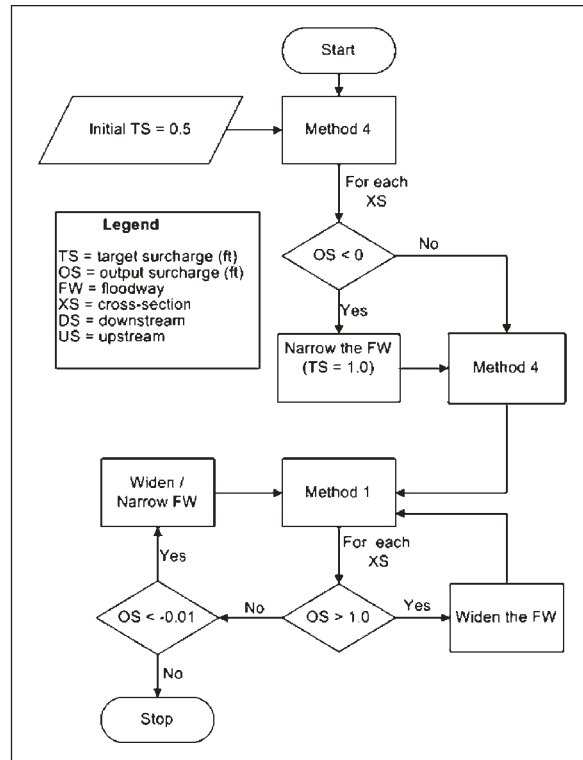 Start
Initial TS = 0.5
Method 4
For each
XS
Legend
TS = target surcharge (ft)
OS = output surcharge (ft)
FW = floodway
XS = cross-section
DS = downstream
US = upstream
OS < 0
No
Yes
Narrow the FW
(TS = 1.0)
Method 4
Widen /
Narrow FW
Method 1
For each
XS
Yes
OS < -0.01
No
OS > 1.0
Yes
Widen the FW
No
Stop